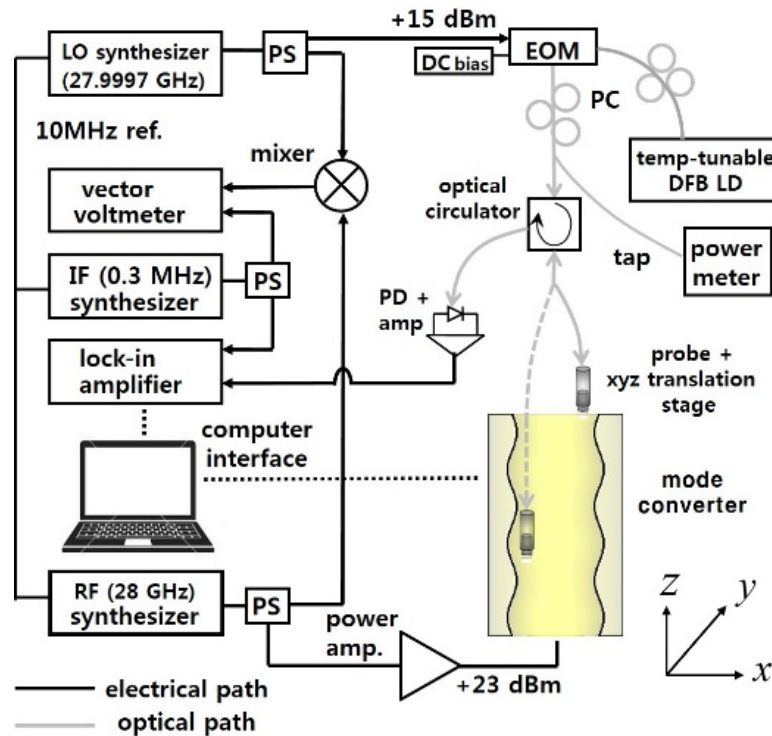 LO synthesizer
(27.9997 GHz)
PS
+15 dBm
EOM
DC bias
PC
10MHz ref.
mixer
temp-tunable
DFB LD
vector
voltmeter
optical
circulator
tap
power
meter
IF (0.3 MHz)
synthesizer
PS
PD +
amp
lock-in
amplifier
probe +
xyz translation
stage
computer
interface
mode
converter
RF (28 GHz)
synthesizer
PS
power
amp.
+23 dBm
z
y
x
electrical path
optical path